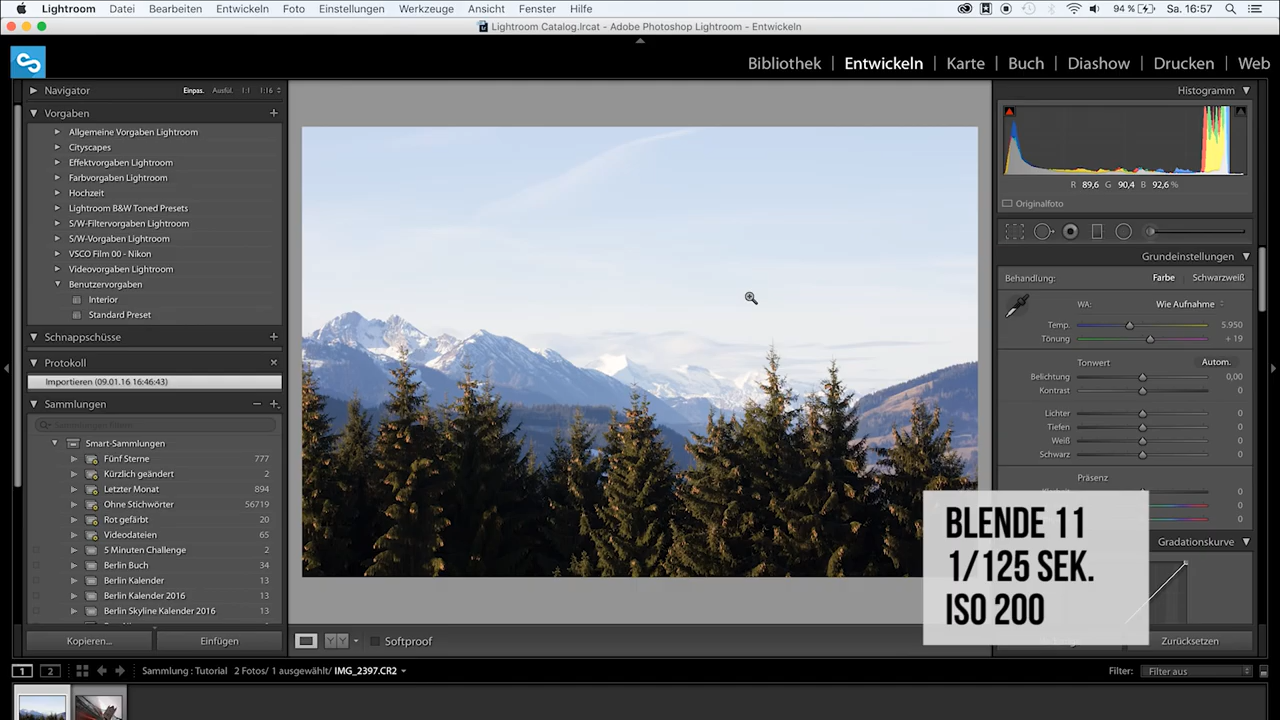 Lightroom Datei Bearbeiten Entwickeln Foto Einstellungen Werkzeuge Ansicht Fenster Hilfe 94 % Sa. 16:57
Lightroom Catalog.lrcat - Adobe Photoshop Lightroom - Entwickeln
Bibliothek | Entwickeln | Karte | Buch | Diashow | Drucken | Web
Navigator Einpas. Ausfül. 1:1 1:16
Vorgaben
Allgemeine Vorgaben Lightroom
Cityscapes
Effektvorgaben Lightroom
Farbvorgaben Lightroom
Hochzeit
Lightroom B&W Toned Presets
S/W-Filtervorgaben Lightroom
S/W-Vorgaben Lightroom
VSCO Film 00 - Nikon
Videovorgaben Lightroom
Benutzervorgaben
Interior
Standard Preset
Schnappschüsse
Protokoll
Importieren (09.01.16 16:46:43)
Sammlungen
Smart-Sammlungen
Fünf Sterne 777
Kürzlich geändert 2
Letzter Monat 894
Ohne Stichwörter 56719
Rot gefärbt 20
Videodateien 5
5 Minuten Challenge 2
Berlin Buch 34
Berlin Kalender 13
Berlin Kalender 2016 13
Berlin Skyline Kalender 2016 13
Kopieren... Einfügen
Softproof
Histogramm
R 89,6 G 90,4 B 92,6 %
Originalfoto
Grundeinstellungen
Behandlung: Farbe Schwarzweiß
WA: Wie Aufnahme
Temp. 5.950
Tönung + 19
Tonwert Autom.
Belichtung 0,00
Kontrast 0
Lichter 0
Tiefen 0
Weiß 0
Schwarz 0
Präsenz
0
0
0
Gradationskurve
BLENDE 11
1/125 SEK.
ISO 200
Zurücksetzen
1 2 Sammlung : Tutorial 2 Fotos/ 1 ausgewählt/ IMG_2397.CR2 Filter: Filter aus